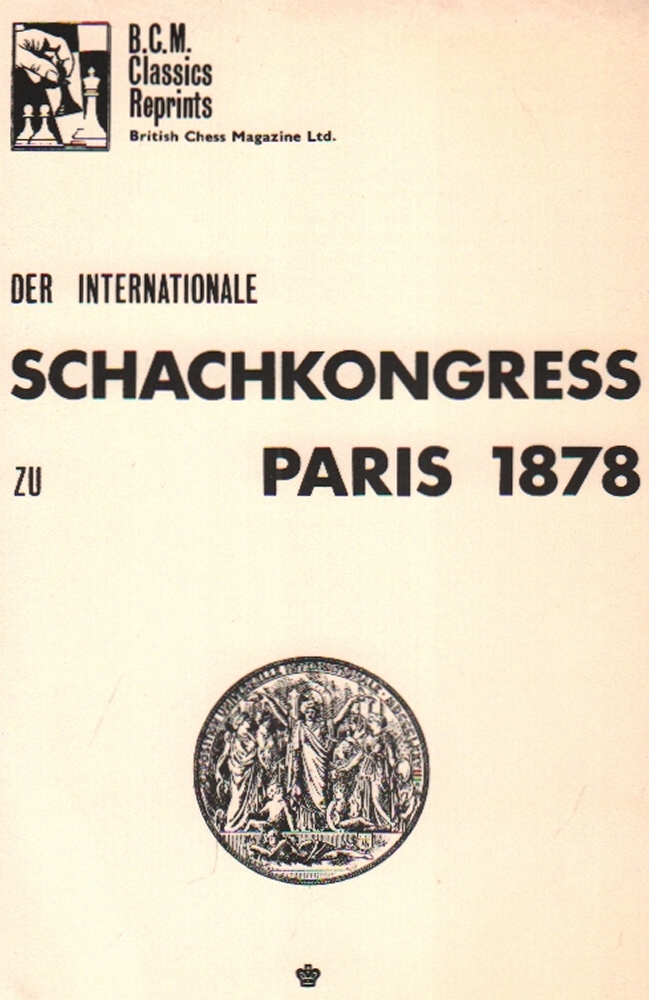 B.C.M.
Classics
Reprints
British Chess Magazine Ltd.
DER INTERNATIONALE
SCHACHKONGRESS
ZU PARIS 1878